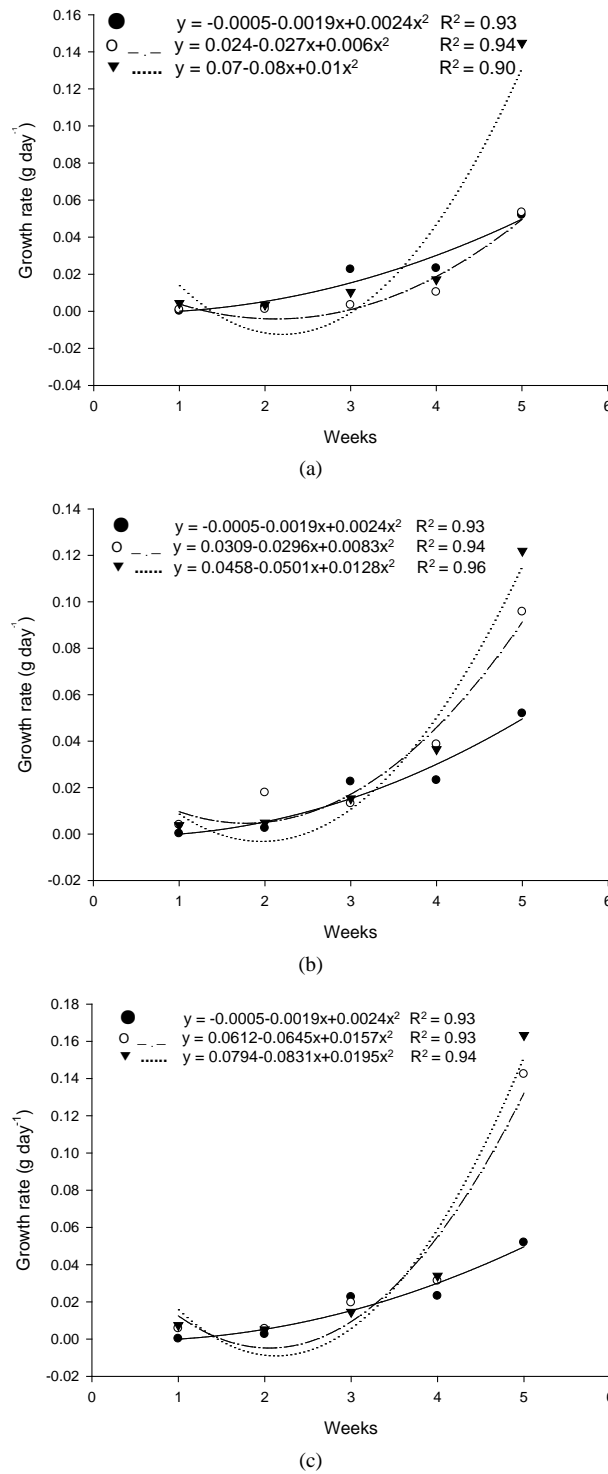 0.16
y = -0.0005-0.0019x+0.0024x² R² = 0.93
y = 0.024-0.027x+0.006x² R² = 0.94
0.14
y = 0.07-0.08x+0.01x² R² = 0.90
0.12
0.10
0.08
0.06
0.04
0.02
0.00
-0.02
-0.04
Growth rate (g day⁻¹)
0 1 2 3 4 5 6
Weeks
(a)
0.14
y = -0.0005-0.0019x+0.0024x² R² = 0.93
y = 0.0309-0.0296x+0.0083x² R² = 0.94
0.12
y = 0.0458-0.0501x+0.0128x² R² = 0.96
0.10
0.08
0.06
0.04
0.02
0.00
-0.02
Growth rate (g day⁻¹)
0 1 2 3 4 5 6
Weeks
(b)
0.18
y = -0.0005-0.0019x+0.0024x² R² = 0.93
y = 0.0612-0.0645x+0.0157x² R² = 0.93
0.16
y = 0.0794-0.0831x+0.0195x² R² = 0.94
0.14
0.12
0.10
0.08
0.06
0.04
0.02
0.00
-0.02
Growth rate (g day⁻¹)
0 1 2 3 4 5 6
Weeks
(c)